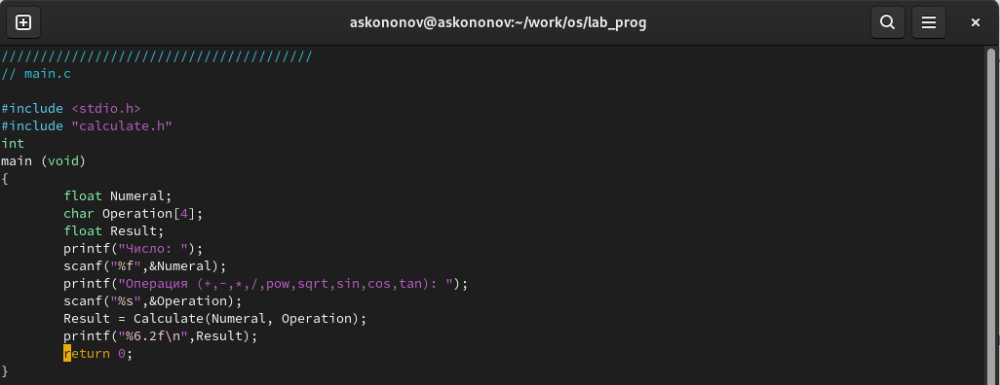 askononov@askononov:~/work/os/lab_prog
////////////////////////////////////////
// main.c
#include <stdio.h>
#include "calculate.h"
int
main (void)
{
float Numeral;
char Operation[4];
float Result;
printf("Число: ");
scanf("%f",&Numeral);
printf("Операция (+,-,*,/,pow,sqrt,sin,cos,tan): ");
scanf("%s",&Operation);
Result = Calculate(Numeral, Operation);
printf("%6.2f\n",Result);
return 0;
}